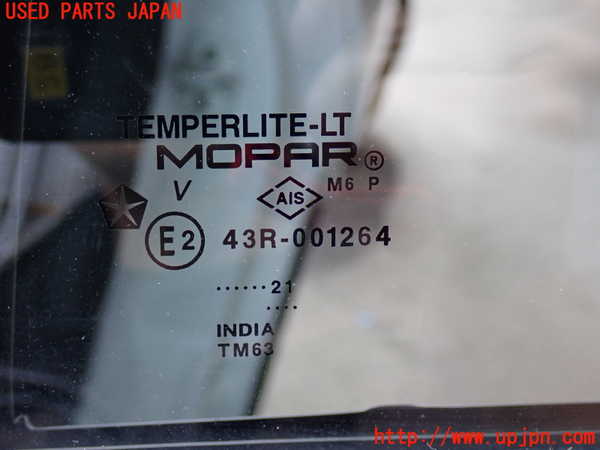 USED PARTS JAPAN
TEMPERLITE-LT
MOPAR®
V AIS M6 P
E2 43R-001264
......21
....
INDIA
TM63
http://www.upjpn.com/